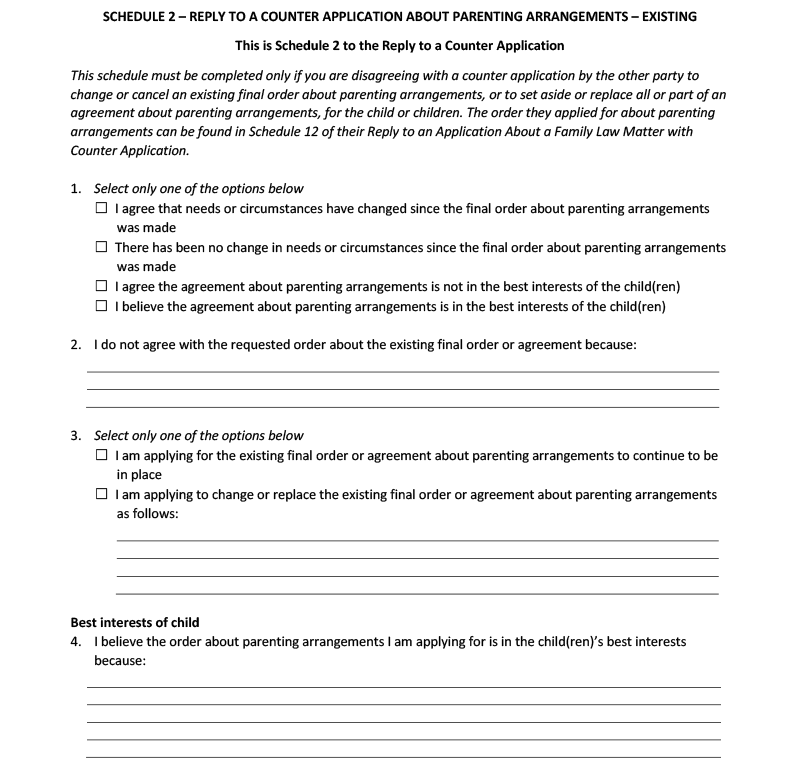 SCHEDULE 2 – REPLY TO A COUNTER APPLICATION ABOUT PARENTING ARRANGEMENTS – EXISTING
This is Schedule 2 to the Reply to a Counter Application
This schedule must be completed only if you are disagreeing with a counter application by the other party to
change or cancel an existing final order about parenting arrangements, or to set aside or replace all or part of an
agreement about parenting arrangements, for the child or children. The order they applied for about parenting
arrangements can be found in Schedule 12 of their Reply to an Application About a Family Law Matter with
Counter Application.
1. Select only one of the options below
☐ I agree that needs or circumstances have changed since the final order about parenting arrangements
was made
☐ There has been no change in needs or circumstances since the final order about parenting arrangements
was made
☐ I agree the agreement about parenting arrangements is not in the best interests of the child(ren)
☐ I believe the agreement about parenting arrangements is in the best interests of the child(ren)
2. I do not agree with the requested order about the existing final order or agreement because:
3. Select only one of the options below
☐ I am applying for the existing final order or agreement about parenting arrangements to continue to be
in place
☐ I am applying to change or replace the existing final order or agreement about parenting arrangements
as follows:
Best interests of child
4. I believe the order about parenting arrangements I am applying for is in the child(ren)’s best interests
because: